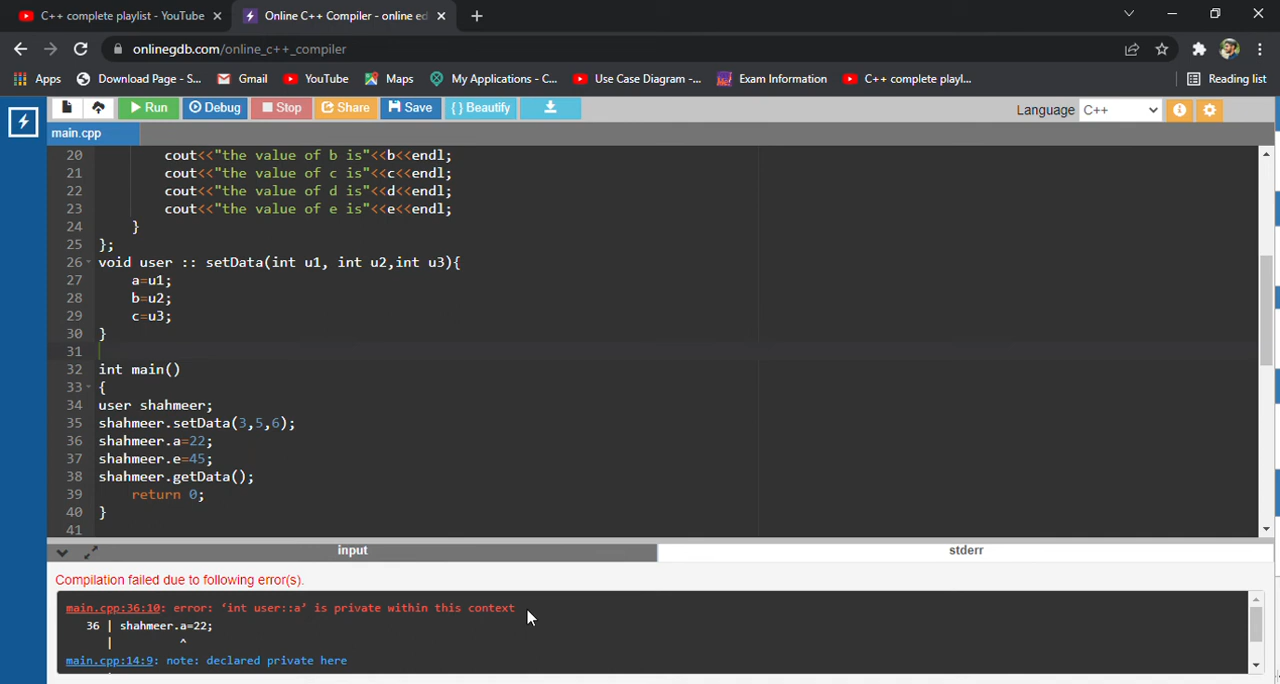 C++ complete playlist - YouTube
Online C++ Compiler - online ed
onlinegdb.com/online_c++_compiler
Apps Download Page - S... Gmail YouTube Maps My Applications - C... Use Case Diagram -... Exam Information C++ complete playl... Reading list
Run Debug Stop Share Save { } Beautify Language C++
main.cpp
20 cout<<"the value of b is"<<b<<endl;
21 cout<<"the value of c is"<<c<<endl;
22 cout<<"the value of d is"<<d<<endl;
23 cout<<"the value of e is"<<e<<endl;
24 }
25 };
26 void user :: setData(int u1, int u2,int u3){
27 a=u1;
28 b=u2;
29 c=u3;
30 }
31
32 int main()
33 {
34 user shahmeer;
35 shahmeer.setData(3,5,6);
36 shahmeer.a=22;
37 shahmeer.e=45;
38 shahmeer.getData();
39 return 0;
40 }
41
input stderr
Compilation failed due to following error(s).
main.cpp:36:10: error: ‘int user::a’ is private within this context
36 | shahmeer.a=22;
| ^
main.cpp:14:9: note: declared private here